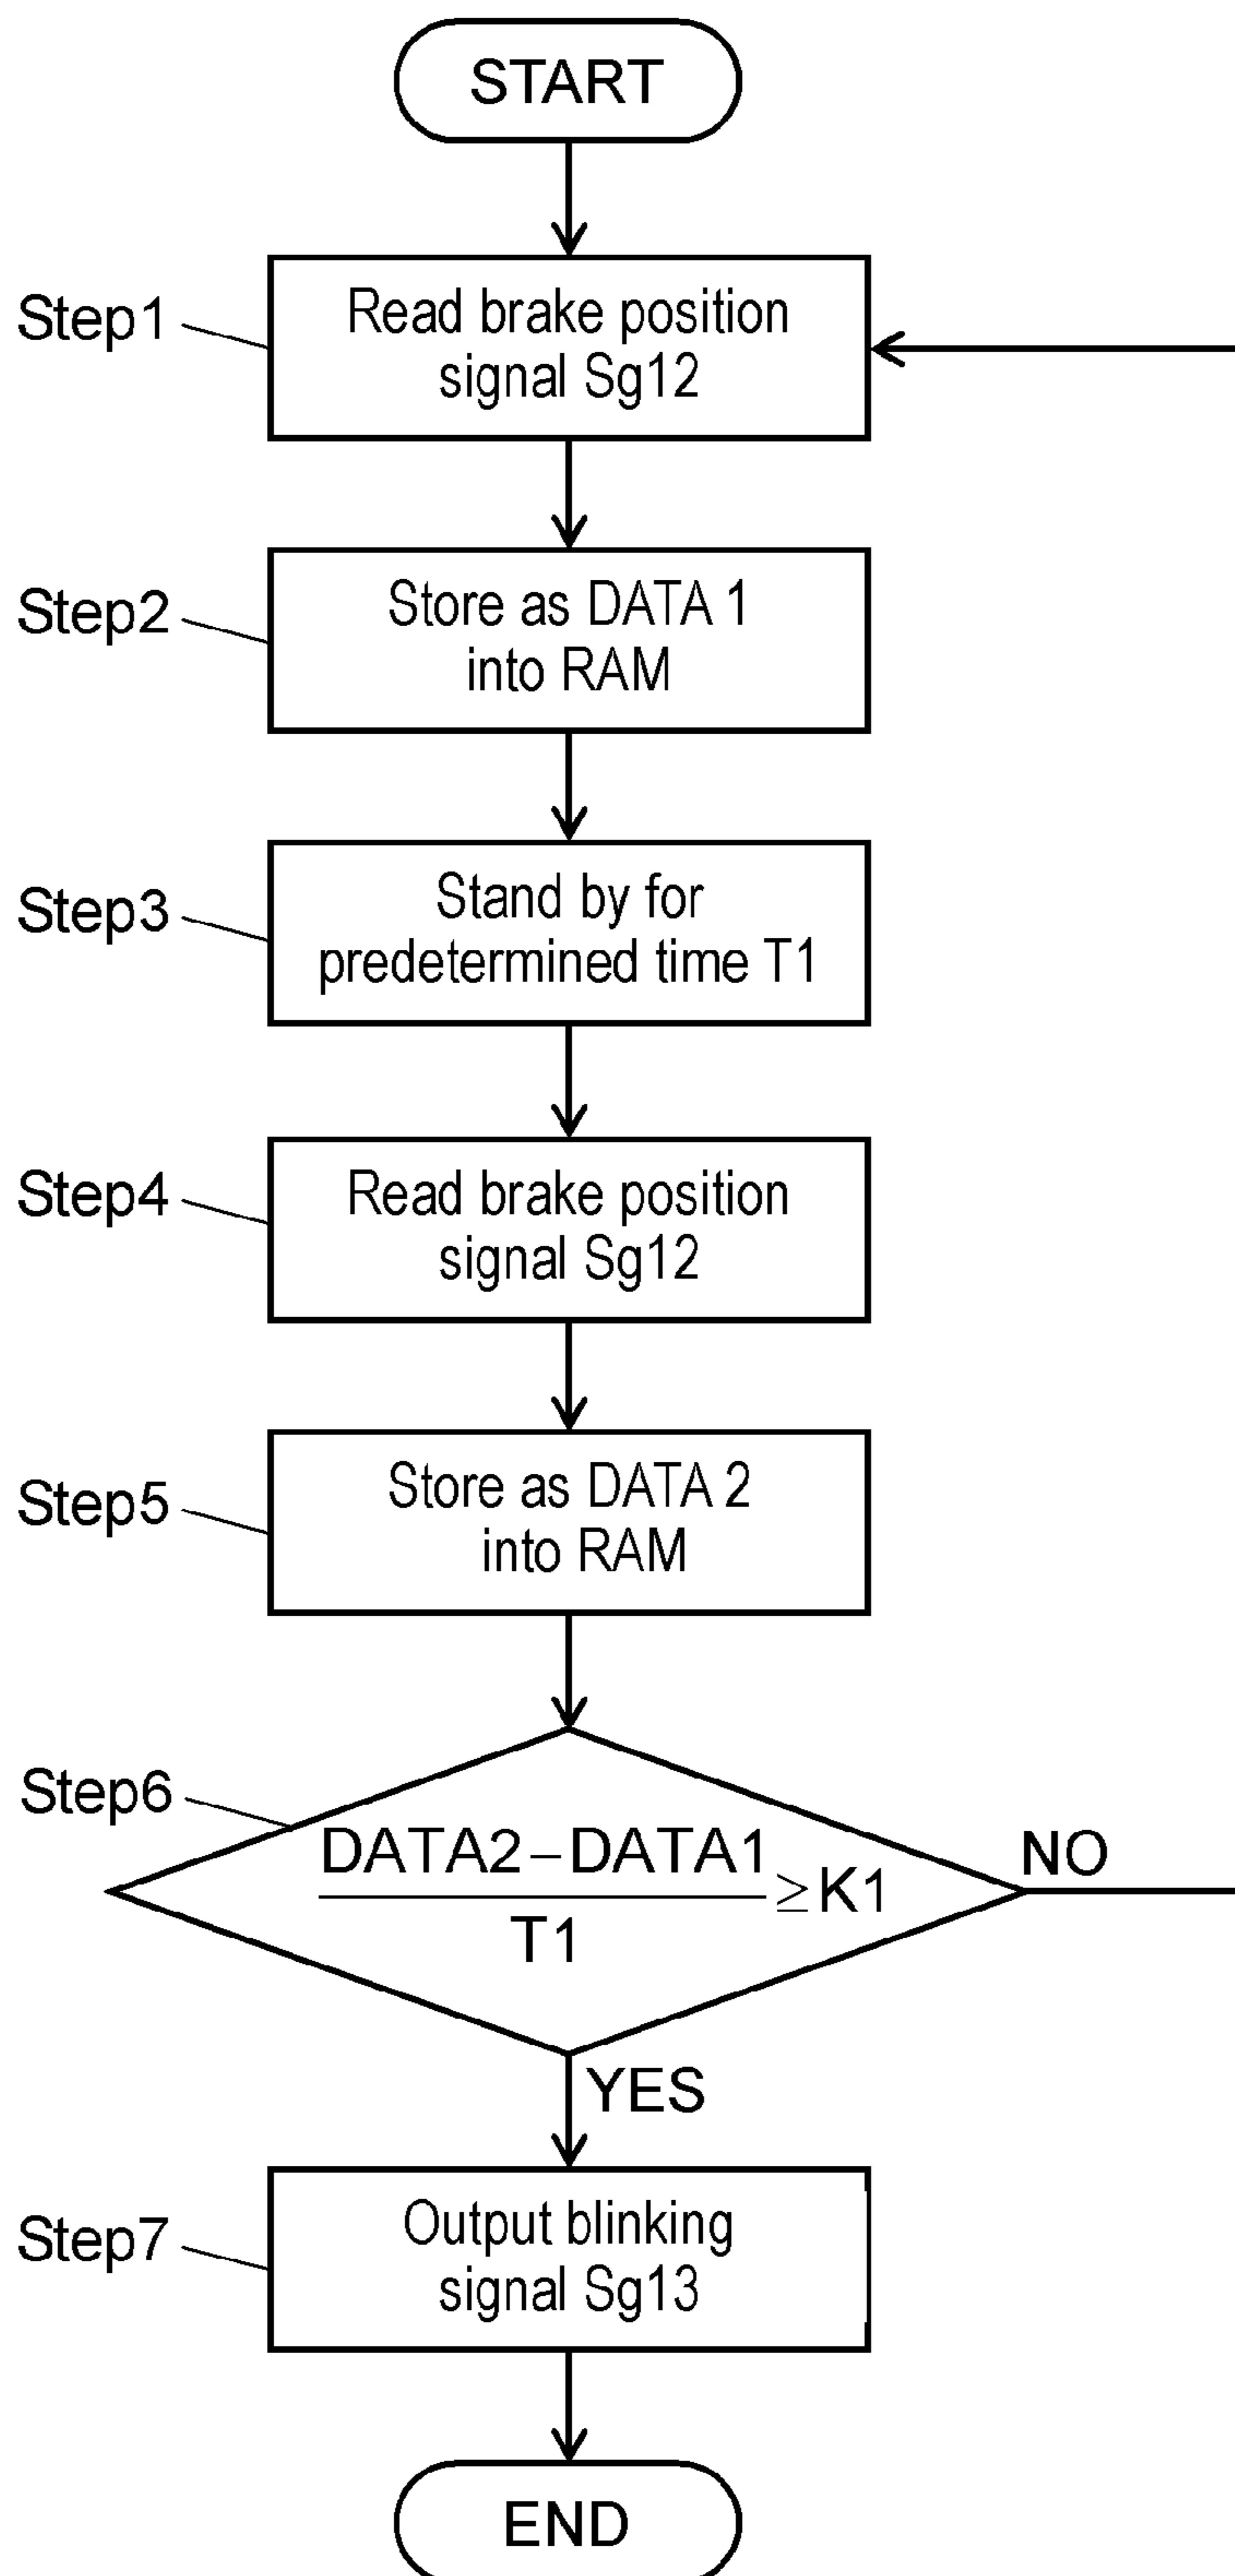 START
Step1
Read brake position
signal Sg12
Step2
Store as DATA 1
into RAM
Step3
Stand by for
predetermined time T1
Step4
Read brake position
signal Sg12
Step5
Store as DATA 2
into RAM
Step6
DATA2–DATA1
T1
≥K1
NO
YES
Step7
Output blinking
signal Sg13
END